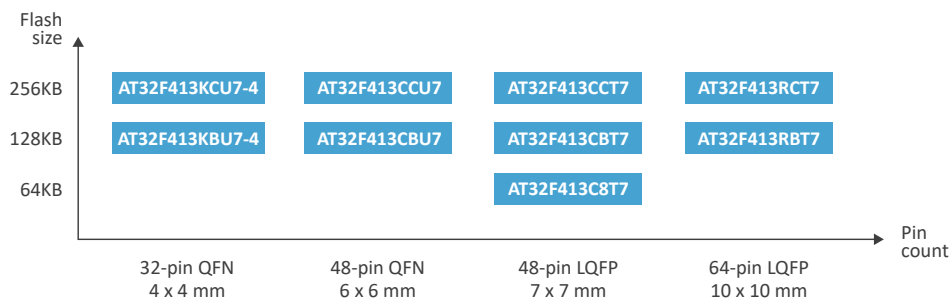 Flash
size
256KB
AT32F413KCU7-4
AT32F413CCU7
AT32F413CCT7
AT32F413RCT7
128KB
AT32F413KBU7-4
AT32F413CBU7
AT32F413CBT7
AT32F413RBT7
64KB
AT32F413C8T7
Pin
count
32-pin QFN
4 x 4 mm
48-pin QFN
6 x 6 mm
48-pin LQFP
7 x 7 mm
64-pin LQFP
10 x 10 mm